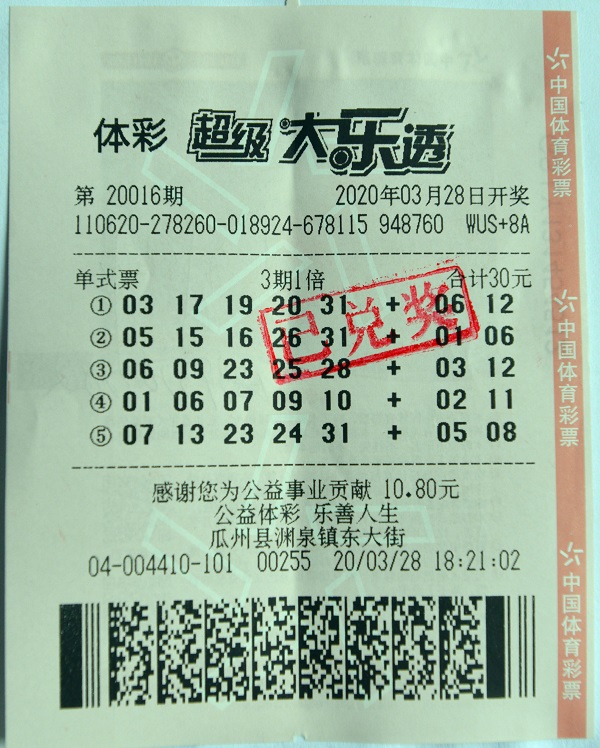 体彩 超级大乐透
第 20016期 2020年03月28日开奖
110620-278260-018924-678115 948760 WUS+8A
单式票 3期1倍 合计30元
① 03 17 19 20 31 + 06 12
② 05 15 16 26 31 + 01 06
③ 06 09 23 25 28 + 03 12
④ 01 06 07 09 10 + 02 11
⑤ 07 13 23 24 31 + 05 08
已兑奖
感谢您为公益事业贡献 10.80元
公益体彩 乐善人生
瓜州县渊泉镇东大街
04-004410-101 00255 20/03/28 18:21:02
中国体育彩票
中国体育彩票
中国体育彩票